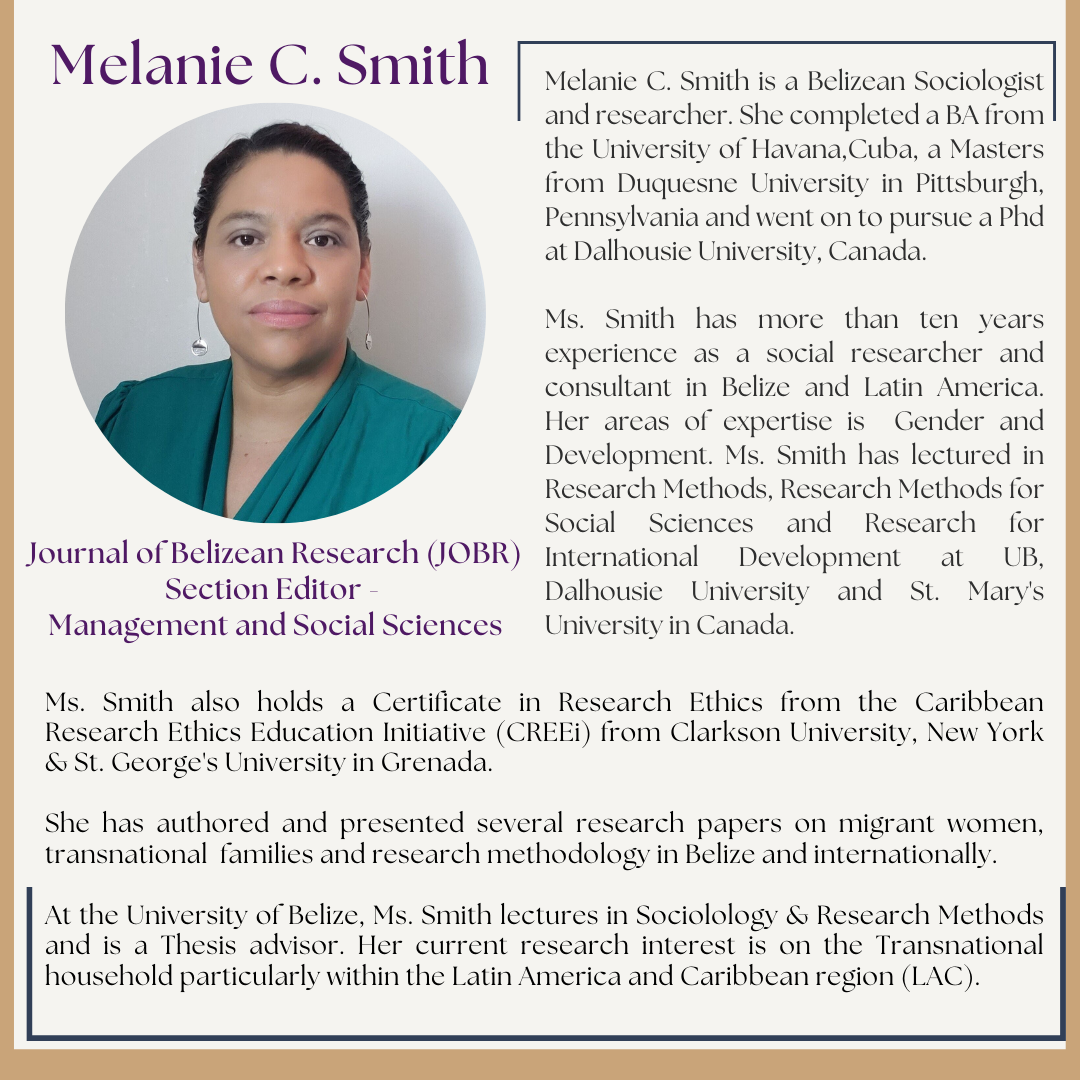 Melanie C. Smith
Journal of Belizean Research (JOBR)
Section Editor -
Management and Social Sciences
Melanie C. Smith is a Belizean Sociologist
and researcher. She completed a BA from
the University of Havana,Cuba, a Masters
from Duquesne University in Pittsburgh,
Pennsylvania and went on to pursue a Phd
at Dalhousie University, Canada.
Ms. Smith has more than ten years
experience as a social researcher and
consultant in Belize and Latin America.
Her areas of expertise is Gender and
Development. Ms. Smith has lectured in
Research Methods, Research Methods for
Social Sciences and Research for
International Development at UB,
Dalhousie University and St. Mary's
University in Canada.
Ms. Smith also holds a Certificate in Research Ethics from the Caribbean
Research Ethics Education Initiative (CREEi) from Clarkson University, New York
& St. George's University in Grenada.
She has authored and presented several research papers on migrant women,
transnational families and research methodology in Belize and internationally.
At the University of Belize, Ms. Smith lectures in Sociolology & Research Methods
and is a Thesis advisor. Her current research interest is on the Transnational
household particularly within the Latin America and Caribbean region (LAC).